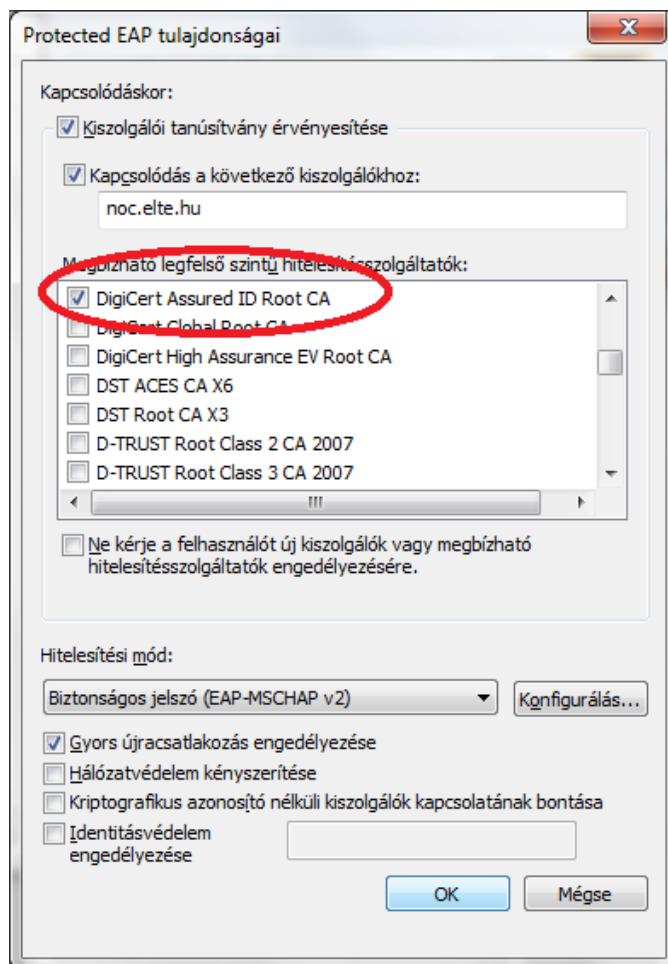 Protected EAP tulajdonságai
Kapcsolódáskor:
Kiszolgálói tanúsítvány érvényesítése
Kapcsolódás a következő kiszolgálókhoz:
noc.elte.hu
Megbízható legfelső szintű hitelesítésszolgáltatók:
DigiCert Assured ID Root CA
DigiCert Global Root CA
DigiCert High Assurance EV Root CA
DST ACES CA X6
DST Root CA X3
D-TRUST Root Class 2 CA 2007
D-TRUST Root Class 3 CA 2007
Ne kérje a felhasználót új kiszolgálók vagy megbízható
hitelesítésszolgáltatók engedélyezésére.
Hitelesítési mód:
Biztonságos jelszó (EAP-MSCHAP v2)
Konfigurálás...
Gyors újracsatlakozás engedélyezése
Hálózatvédelem kényszerítése
Kriptografikus azonosító nélküli kiszolgálók kapcsolatának bontása
Identitásvédelem
engedélyezése
OK
Mégse